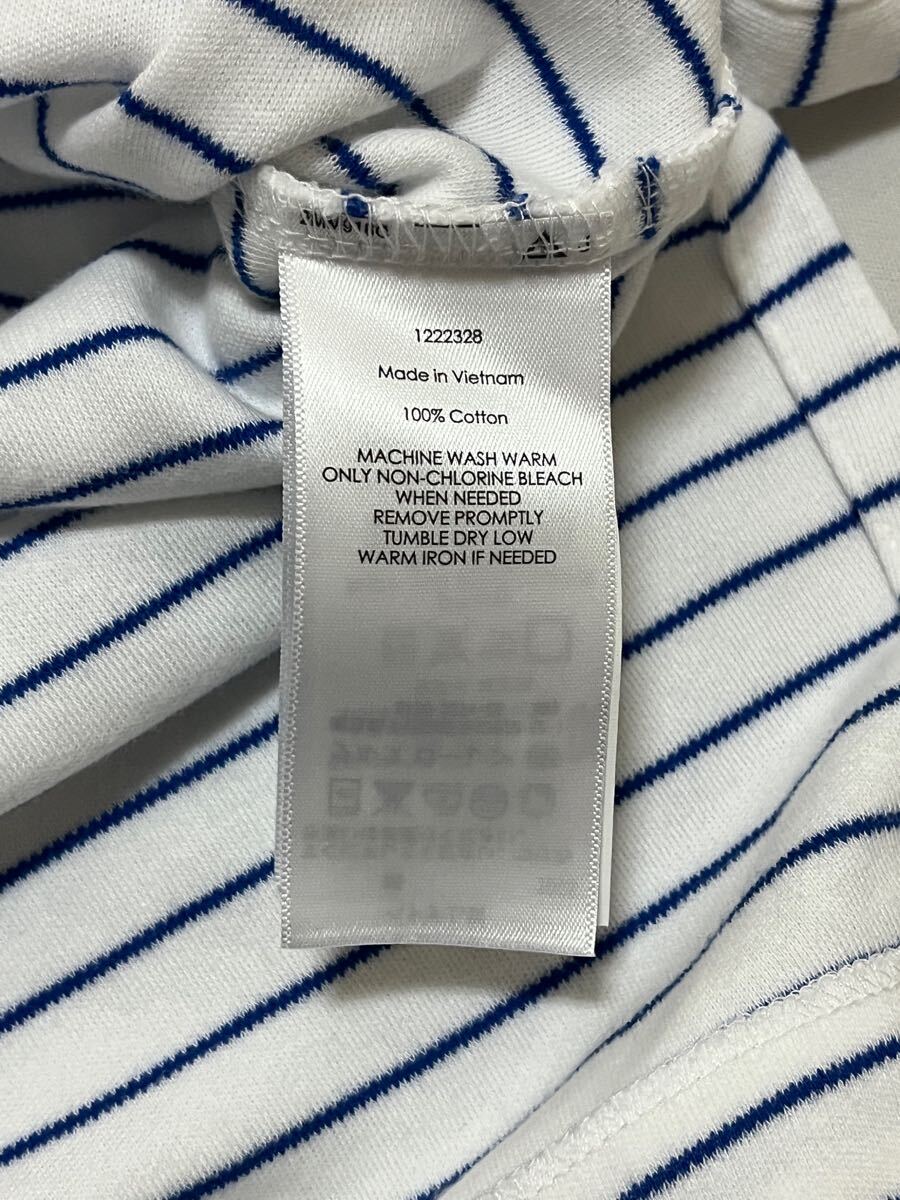 1222328
Made in Vietnam
100% Cotton
MACHINE WASH WARM
ONLY NON-CHLORINE BLEACH
WHEN NEEDED
REMOVE PROMPTLY
TUMBLE DRY LOW
WARM IRON IF NEEDED